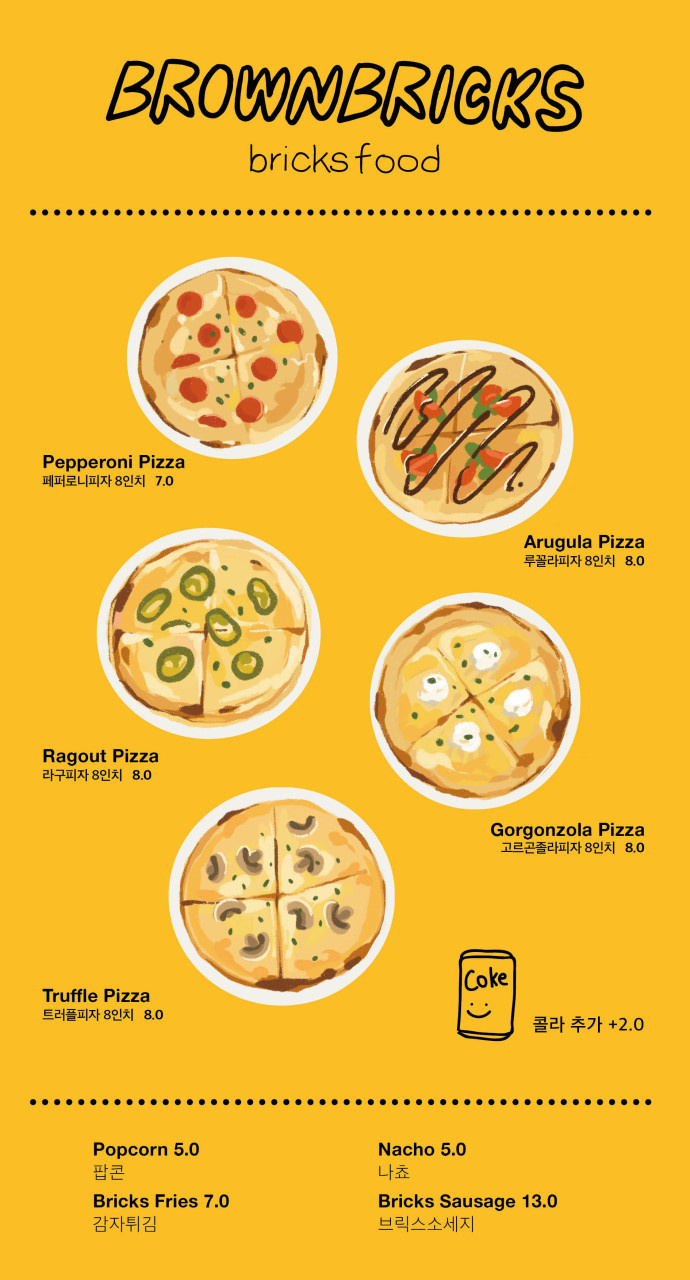 BROWNBRICKS
bricksfood
Pepperoni Pizza
페퍼로니피자 8인치 7.0
Arugula Pizza
루꼴라피자 8인치 8.0
Ragout Pizza
라구피자 8인치 8.0
Gorgonzola Pizza
고르곤졸라피자 8인치 8.0
Truffle Pizza
트러플피자 8인치 8.0
Coke
콜라 추가 +2.0
Popcorn 5.0
팝콘
Nacho 5.0
나쵸
Bricks Fries 7.0
감자튀김
Bricks Sausage 13.0
브릭스소세지